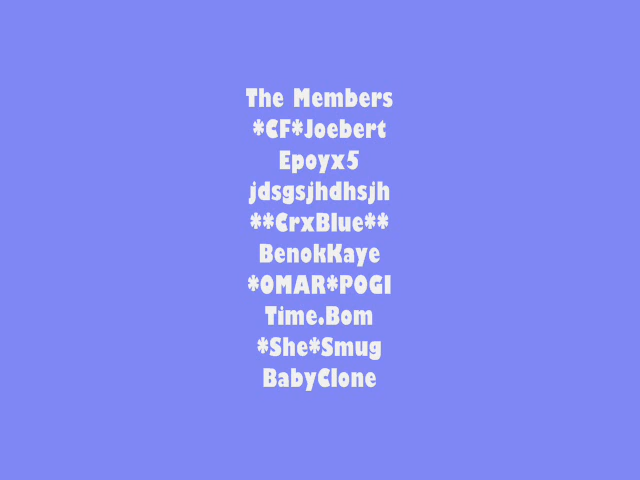 The Members
*CF*Joebert
Epoyx5
jdsgsjhdhsjh
**CrxBlue**
BenokKaye
*OMAR*POGI
Time.Bom
*She*Smug
BabyClone